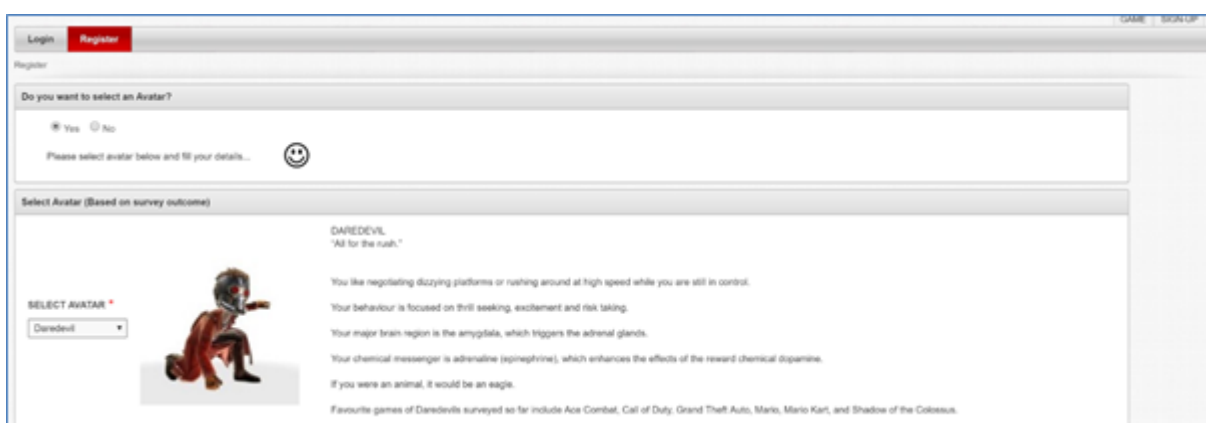 GAME SIGN-UP
Login Register
Register
Do you want to select an Avatar?
Yes No
Please select avatar below and fill your details...
Select Avatar (Based on survey outcome)
DAREDEVIL
"All for the rush."
You like negotiating dizzying platforms or rushing around at high speed while you are still in control.
SELECT AVATAR *
Your behaviour is focused on thrill seeking, excitement and risk taking.
Daredevil
Your major brain region is the amygdala, which triggers the adrenal glands.
Your chemical messenger is adrenaline (epinephrine), which enhances the effects of the reward chemical dopamine.
If you were an animal, it would be an eagle.
Favourite games of Daredevils surveyed so far include Ace Combat, Call of Duty, Grand Theft Auto, Mario, Mario Kart, and Shadow of the Colossus.